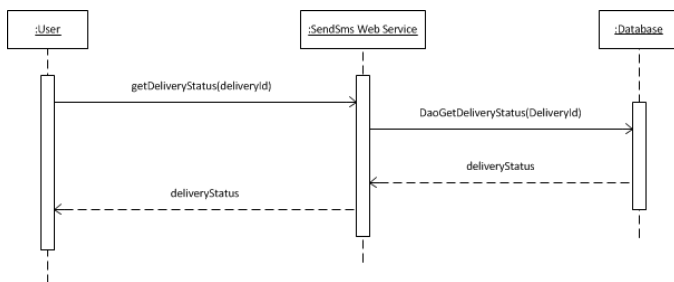 :User
:SendSms Web Service
:Database
getDeliveryStatus(deliveryId)
DaoGetDeliveryStatus(DeliveryId)
deliveryStatus
deliveryStatus